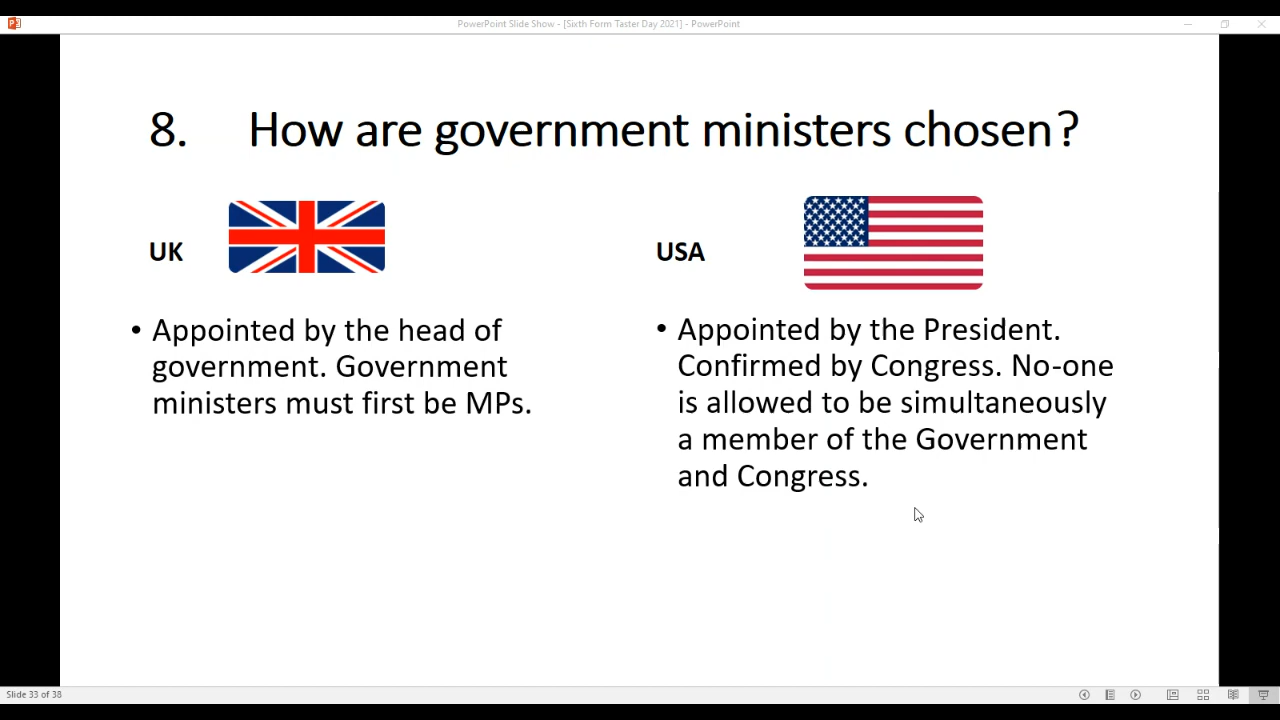 PowerPoint Slide Show - [Sixth Form Taster Day 2021] - PowerPoint
8. How are government ministers chosen?
UK
• Appointed by the head of
government. Government
ministers must first be MPs.
USA
• Appointed by the President.
Confirmed by Congress. No-one
is allowed to be simultaneously
a member of the Government
and Congress.
Slide 33 of 38